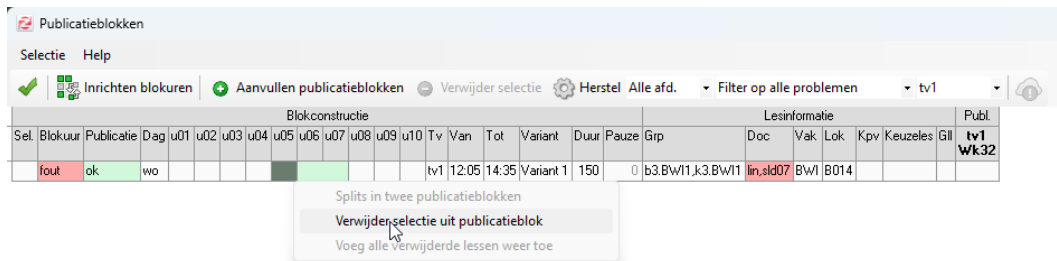 Publicatieblokken
Selectie Help
Inrichten blokuren Aanvullen publicatieblokken Verwijder selectie Herstel Alle afd. Filter op alle problemen tv1
Blokconstructie Lesinformatie Publ.
Sel. Blokuur Publicatie Dag u01 u02 u03 u04 u05 u06 u07 u08 u09 u10 Tv Van Tot Variant Duur Pauze Grp Doc Vak Lok Kpv Keuzeles Gll tv1
Wk32
fout ok wo tv1 12:05 14:35 Variant 1 150 0 b3.BWI1,k3.BWI1 lin,sld07 BWI B014
Splits in twee publicatieblokken
Verwijder selectie uit publicatieblok
Voeg alle verwijderde lessen weer toe